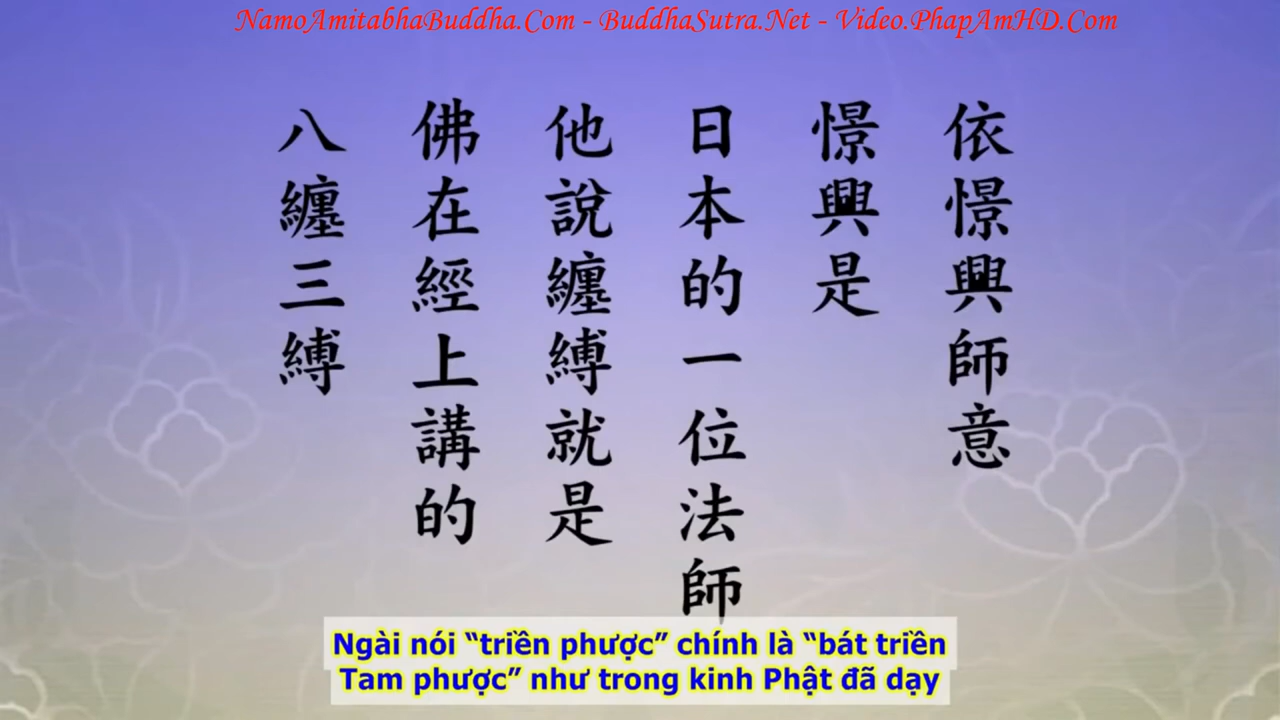 NamoAmitabhaBuddha.Com - BuddhaSutra.Net - Video.PhapAmHD.Com
依憬興師意
憬興是
日本的一位法師
他說纏縛就是
佛在經上講的
八纏三縛
Ngài nói “triền phược” chính là “bát triền
Tam phược” như trong kinh Phật đã dạy